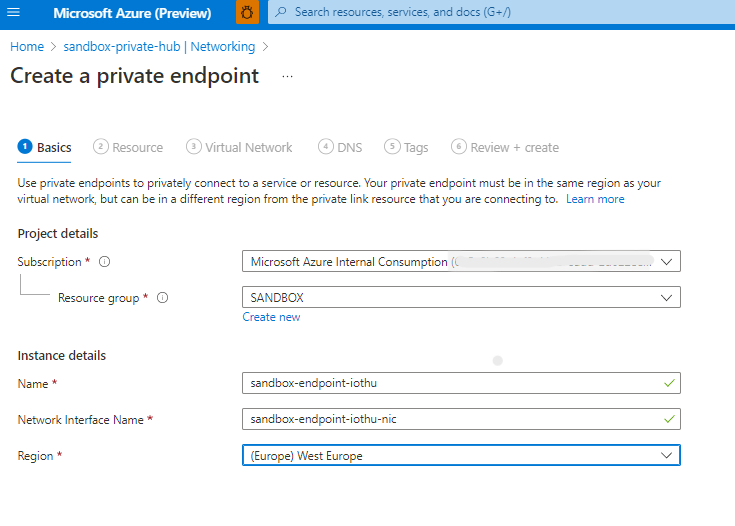 Microsoft Azure (Preview)
Search resources, services, and docs (G+/)
Home > sandbox-private-hub | Networking >
Create a private endpoint ...
1 Basics 2 Resource 3 Virtual Network 4 DNS 5 Tags 6 Review + create
Use private endpoints to privately connect to a service or resource. Your private endpoint must be in the same region as your
virtual network, but can be in a different region from the private link resource that you are connecting to. Learn more
Project details
Subscription * Microsoft Azure Internal Consumption (
Resource group * SANDBOX
Create new
Instance details
Name * sandbox-endpoint-iothu
Network Interface Name * sandbox-endpoint-iothu-nic
Region * (Europe) West Europe